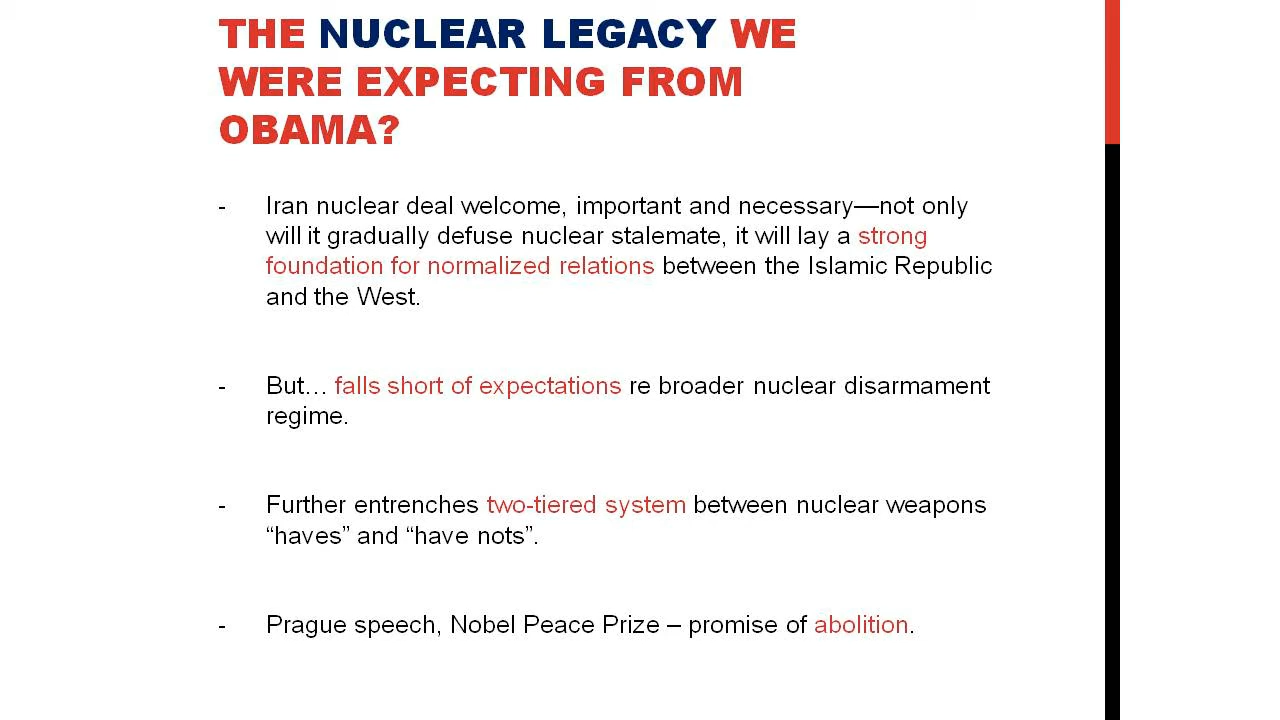 THE NUCLEAR LEGACY WE
WERE EXPECTING FROM
OBAMA?
- Iran nuclear deal welcome, important and necessary—not only
will it gradually defuse nuclear stalemate, it will lay a strong
foundation for normalized relations between the Islamic Republic
and the West.
- But… falls short of expectations re broader nuclear disarmament
regime.
- Further entrenches two-tiered system between nuclear weapons
“haves” and “have nots”.
- Prague speech, Nobel Peace Prize – promise of abolition.